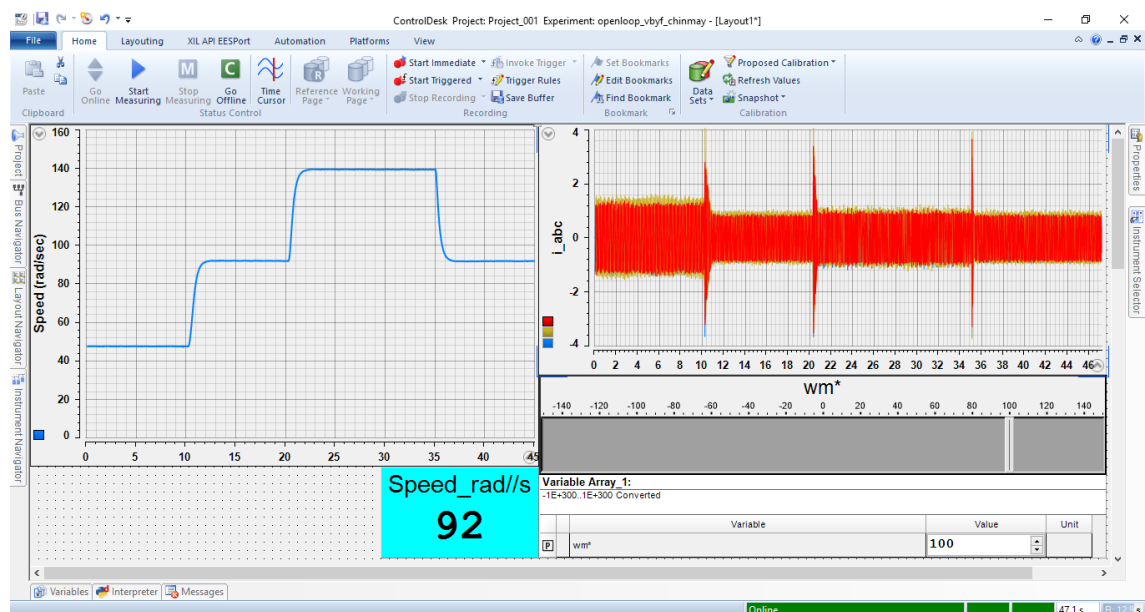 ControlDesk Project: Project_001 Experiment: openloop_vbyf_chinmay - [Layout1*]
File Home Layouting XIL API EESPort Automation Platforms View
Paste
Clipboard
Go Online
Start Measuring
Stop Measuring
Go Offline
Time Cursor
Status Control
Reference Page
Working Page
Start Immediate
Start Triggered
Stop Recording
Invoke Trigger
Trigger Rules
Save Buffer
Recording
Set Bookmarks
Edit Bookmarks
Find Bookmark
Bookmark
Data Sets
Proposed Calibration
Refresh Values
Snapshot
Calibration
Project
Bus Navigator
Layout Navigator
Instrument Navigator
Speed (rad/sec)
160
140
120
100
80
60
40
20
0
0 5 10 15 20 25 30 35 40 45
i_abc
4
2
0
-2
-4
0 2 4 6 8 10 12 14 16 18 20 22 24 26 28 30 32 34 36 38 40 42 44 46
Properties
Instrument Selector
wm*
-140 -120 -100 -80 -60 -40 -20 0 20 40 60 80 100 120 140
Speed_rad//s
92
Variable Array_1:
-1E+300..1E+300 Converted
Variable Value Unit
P wm* 100
Variables Interpreter Messages
Online 47.1 s